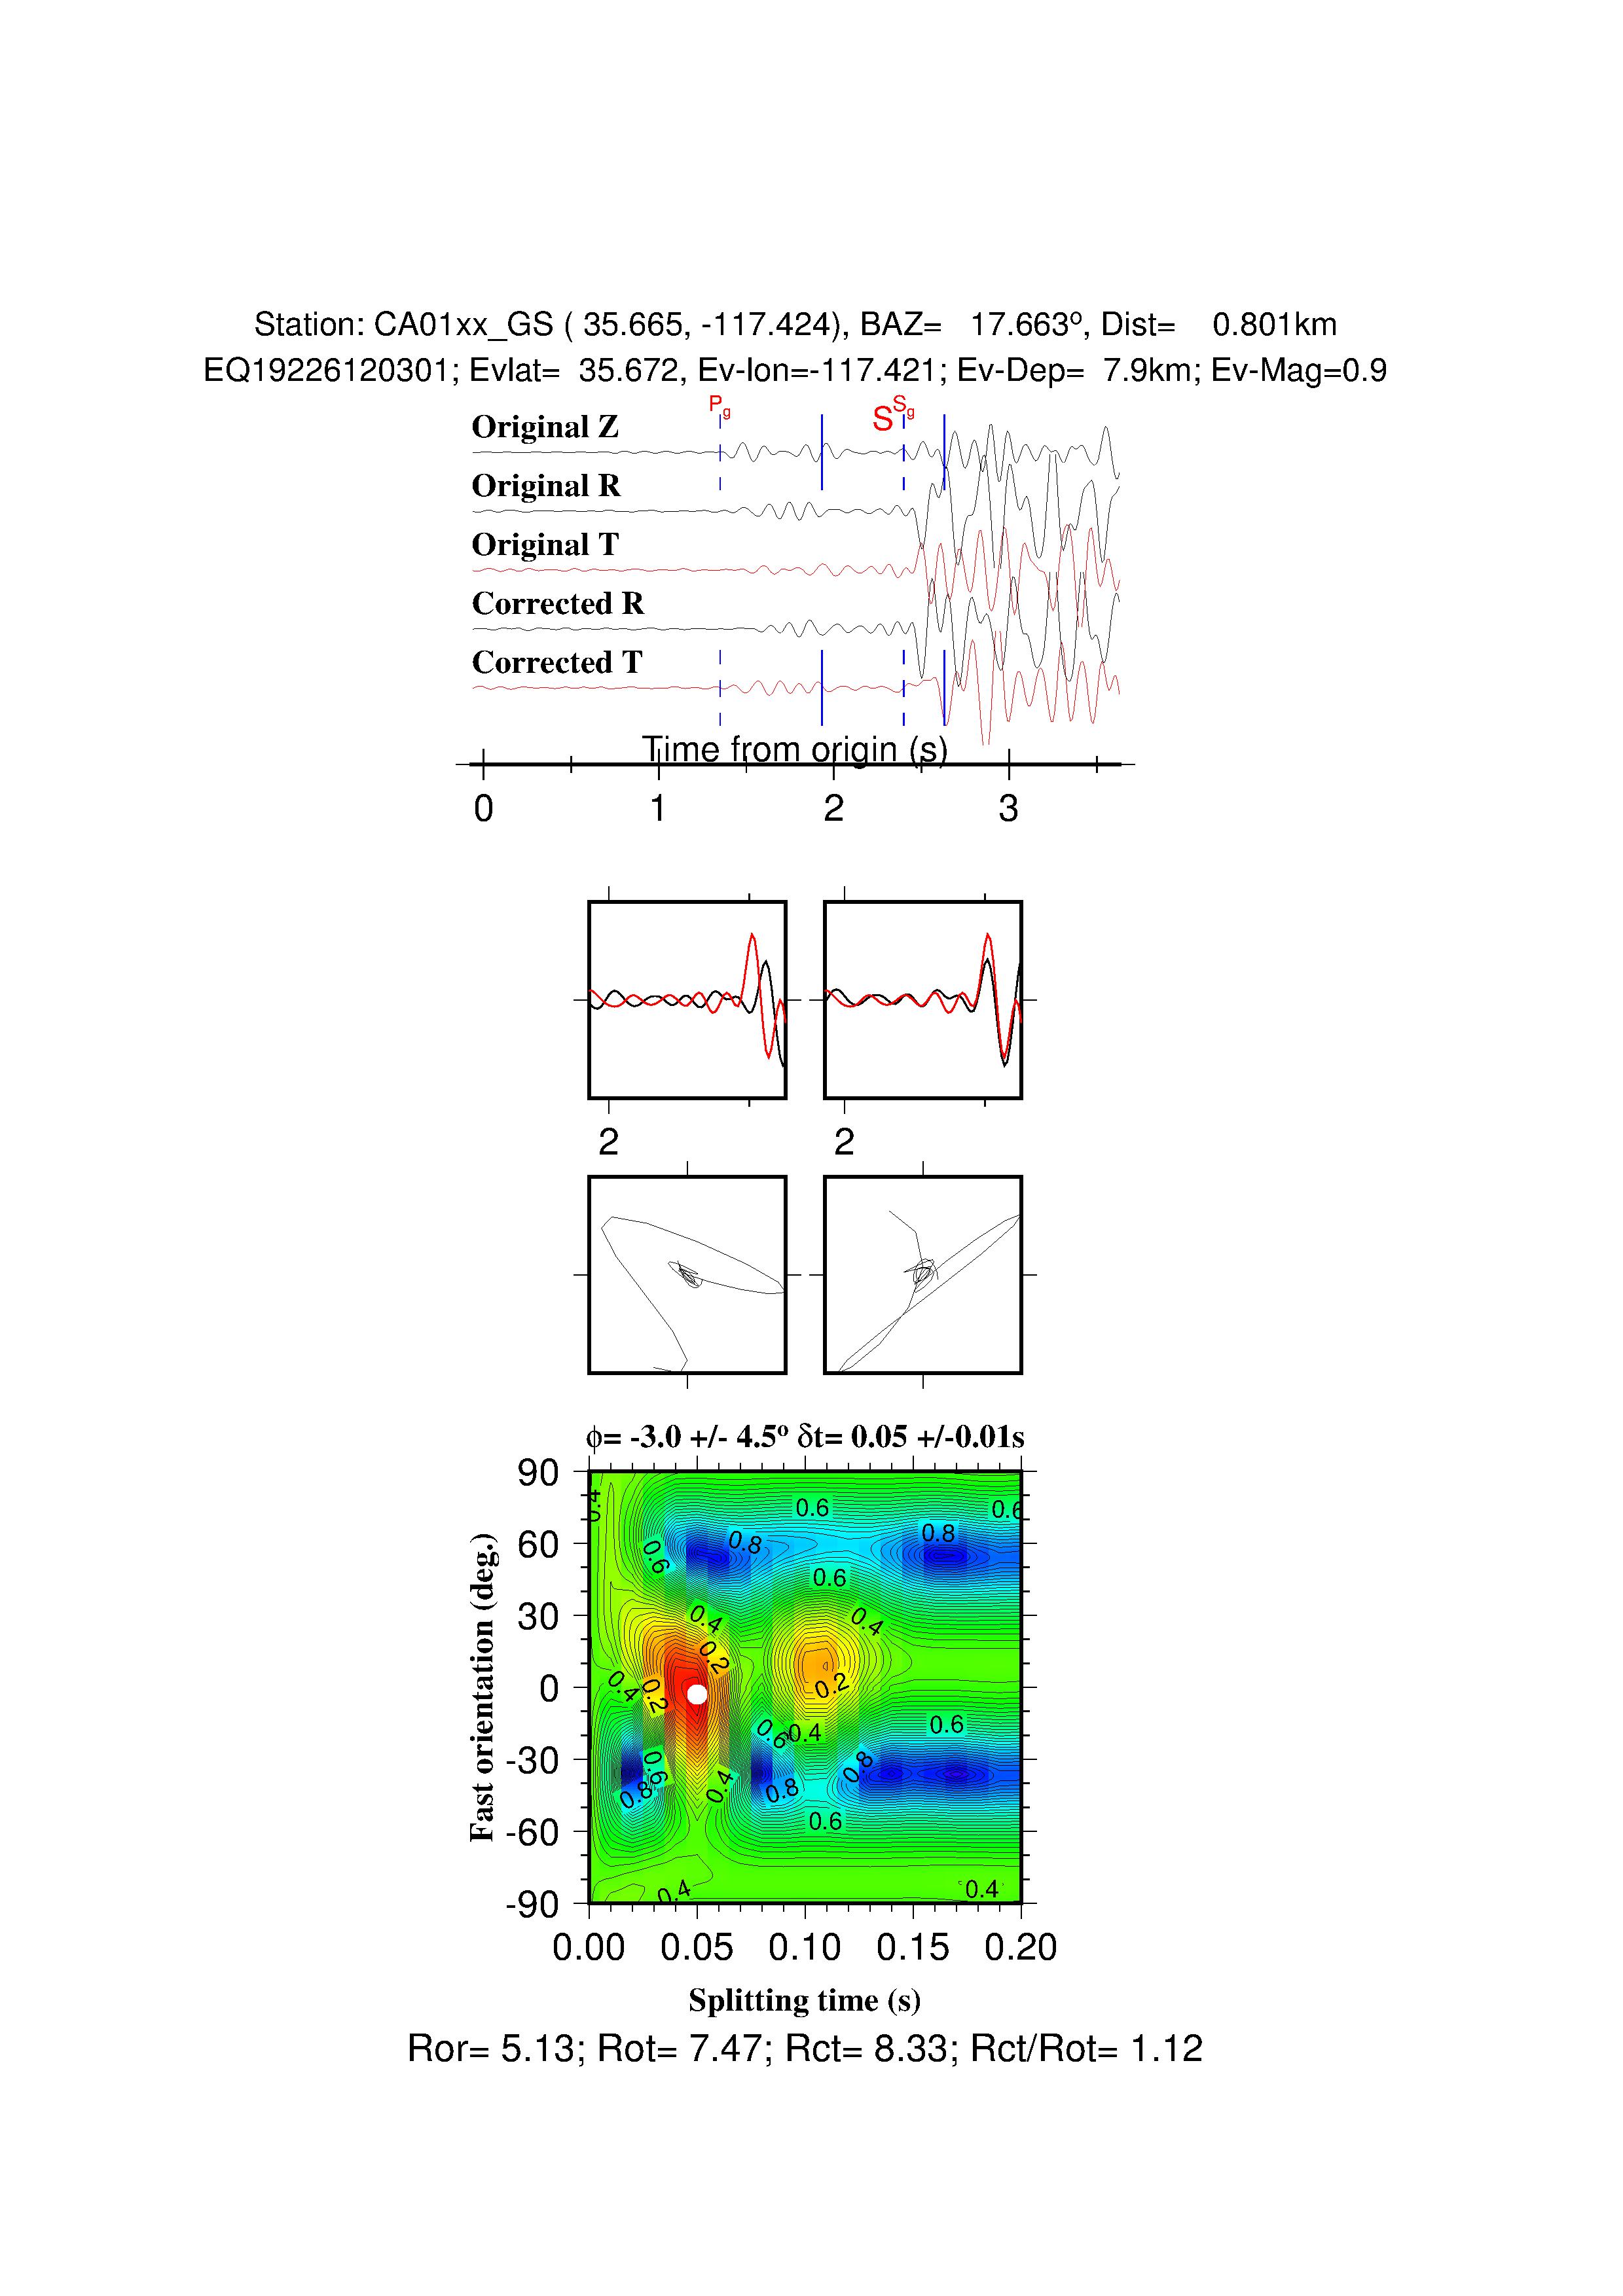 Station: CA01xx_GS ( 35.665, -117.424), BAZ= 17.663º, Dist= 0.801km
EQ19226120301; Evlat= 35.672, Ev-lon=-117.421; Ev-Dep= 7.9km; Ev-Mag=0.9
Pg S Sg
Original Z
Original R
Original T
Corrected R
Corrected T
Time from origin (s)
0 1 2 3
2 2
ϕ= -3.0 +/- 4.5º δt= 0.05 +/-0.01s
90
60
30
0
-30
-60
-90
Fast orientation (deg.)
0.4 0.6 0.6
0.6 0.8 0.8
0.6
0.4 0.4
0.2
0.4 0.2 0.2
0.6 0.4 0.6
0.6 0.8
0.8 0.4 0.8
0.6
0.4 0.4
0.00 0.05 0.10 0.15 0.20
Splitting time (s)
Ror= 5.13; Rot= 7.47; Rct= 8.33; Rct/Rot= 1.12